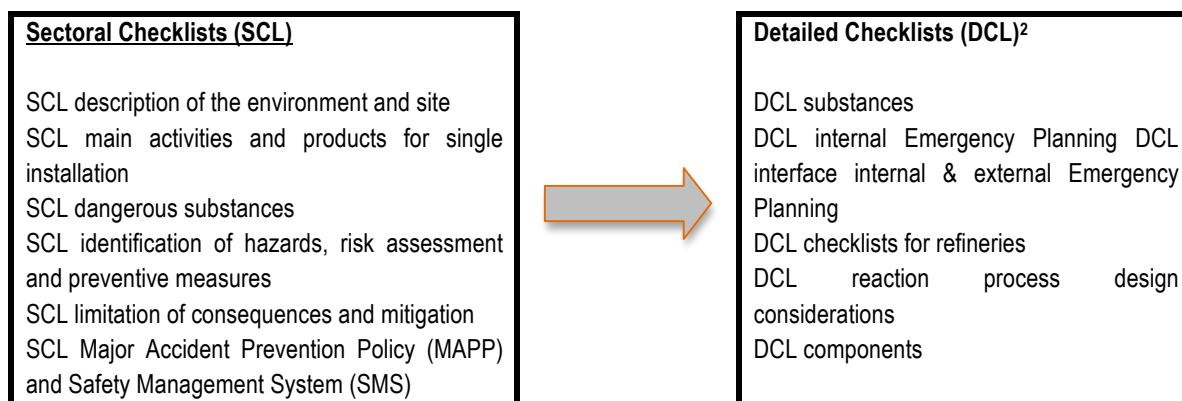 Sectoral Checklists (SCL)
SCL description of the environment and site
SCL main activities and products for single
installation
SCL dangerous substances
SCL identification of hazards, risk assessment
and preventive measures
SCL limitation of consequences and mitigation
SCL Major Accident Prevention Policy (MAPP)
and Safety Management System (SMS)
Detailed Checklists (DCL)²
DCL substances
DCL internal Emergency Planning DCL
interface internal & external Emergency
Planning
DCL checklists for refineries
DCL reaction process design
considerations
DCL components